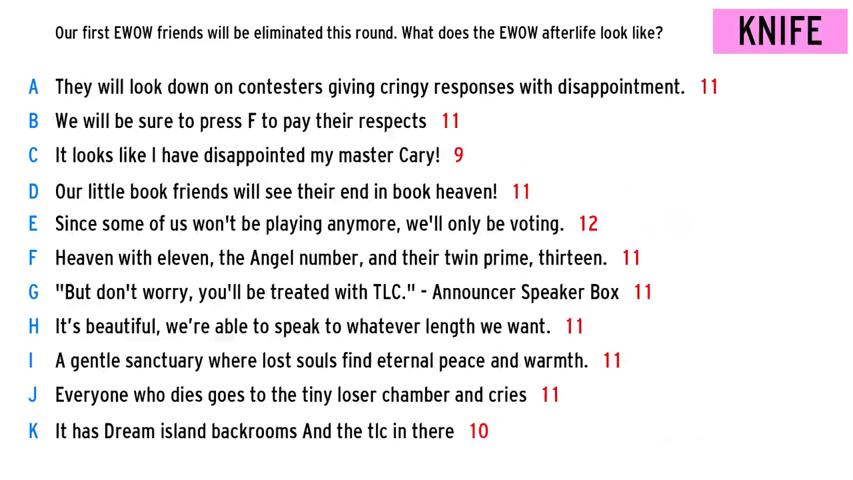 Our first EWOW friends will be eliminated this round. What does the EWOW afterlife look like?
KNIFE
A They will look down on contesters giving cringy responses with disappointment. 11
B We will be sure to press F to pay their respects 11
C It looks like I have disappointed my master Cary! 9
D Our little book friends will see their end in book heaven! 11
E Since some of us won't be playing anymore, we'll only be voting. 12
F Heaven with eleven, the Angel number, and their twin prime, thirteen. 11
G "But don't worry, you'll be treated with TLC." - Announcer Speaker Box 11
H It’s beautiful, we’re able to speak to whatever length we want. 11
I A gentle sanctuary where lost souls find eternal peace and warmth. 11
J Everyone who dies goes to the tiny loser chamber and cries 11
K It has Dream island backrooms And the tlc in there 10